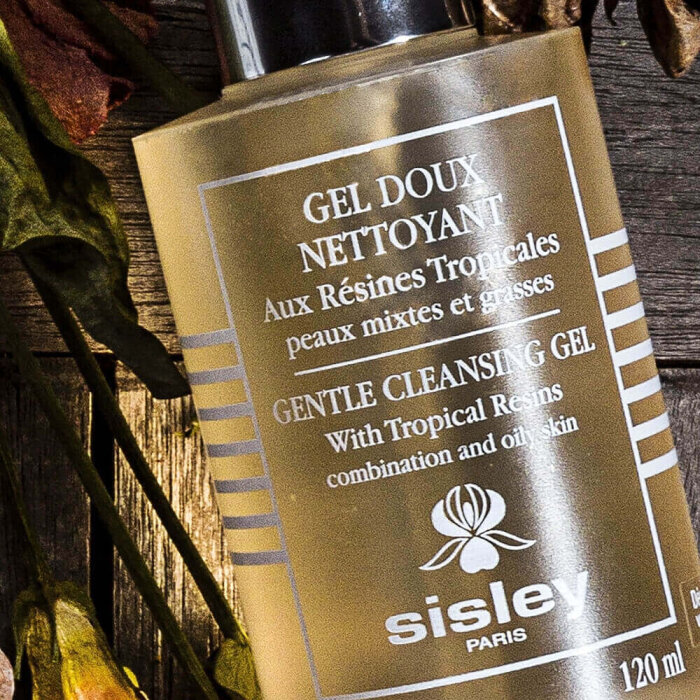 GEL DOUX
NETTOYANT
Aux Résines Tropicales
peaux mixtes et grasses
GENTLE CLEANSING GEL
With Tropical Resins
combination and oily skin
sisley
PARIS
120 ml